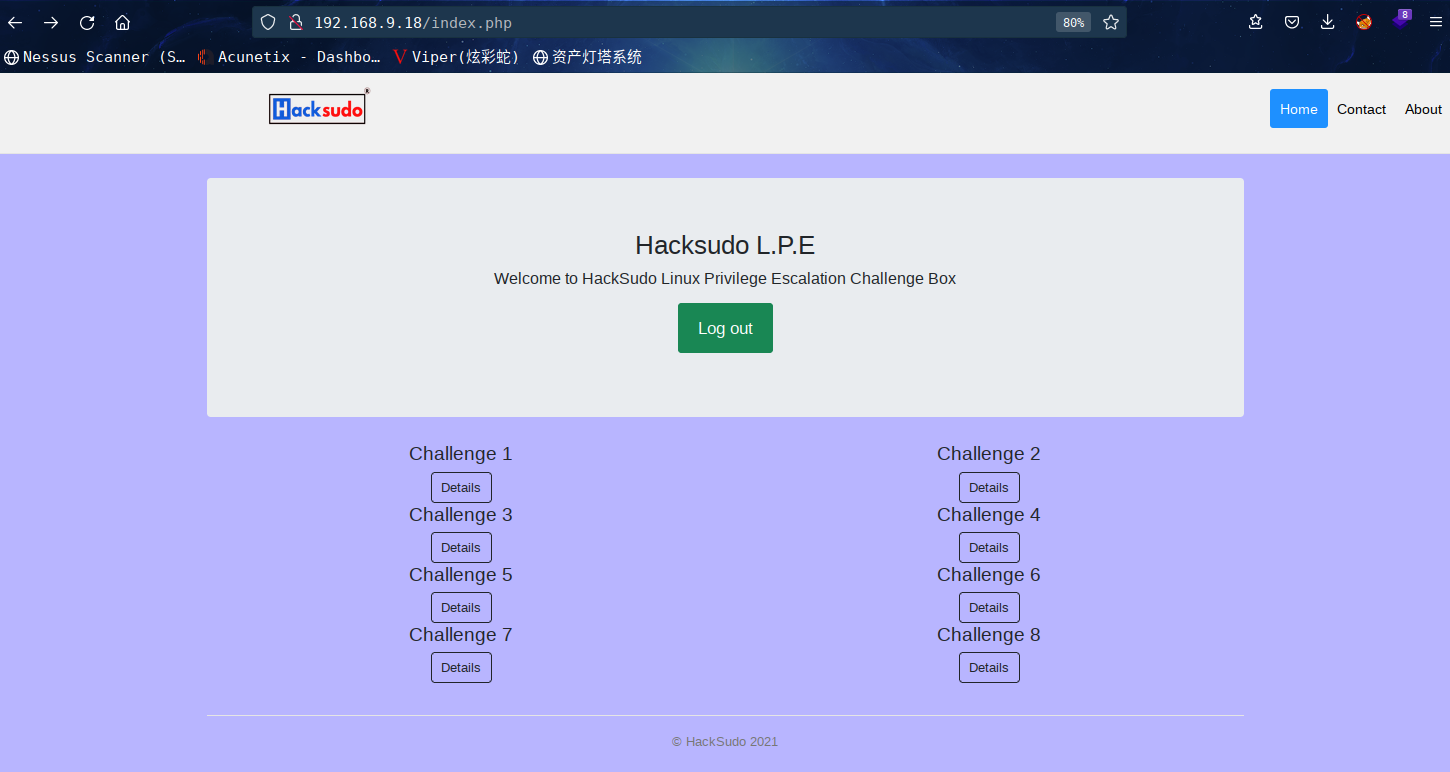 192.168.9.18/index.php 80% 8
Nessus Scanner (S… Acunetix - Dashbo… Viper(炫彩蛇) 资产灯塔系统
Hacksudo Home Contact About
Hacksudo L.P.E
Welcome to HackSudo Linux Privilege Escalation Challenge Box
Log out
Challenge 1 Challenge 2
Details Details
Challenge 3 Challenge 4
Details Details
Challenge 5 Challenge 6
Details Details
Challenge 7 Challenge 8
Details Details
© HackSudo 2021